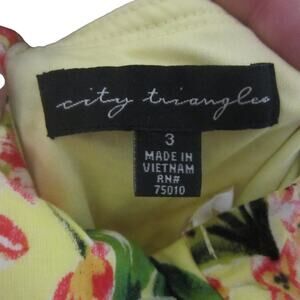 city triangles
3
MADE IN
VIETNAM
RN#
75010